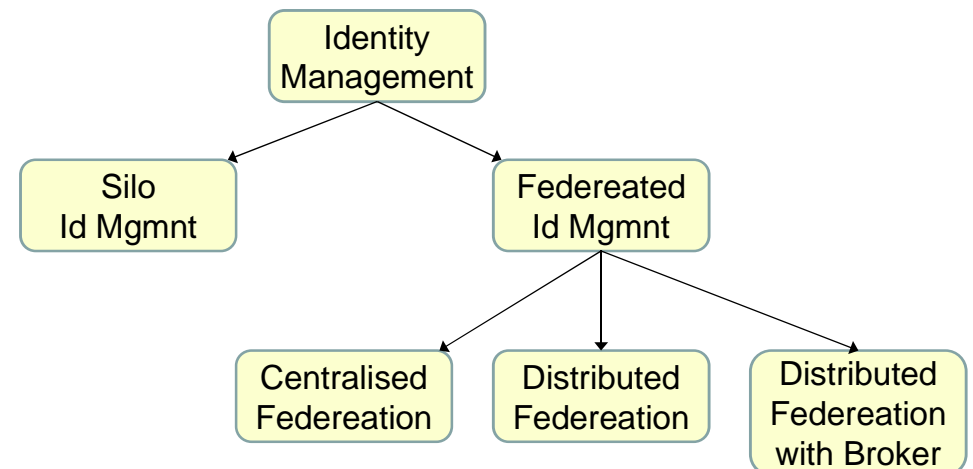 Identity
Management
Silo
Id Mgmnt
Federeated
Id Mgmnt
Centralised
Federeation
Distributed
Federeation
Distributed
Federeation
with Broker